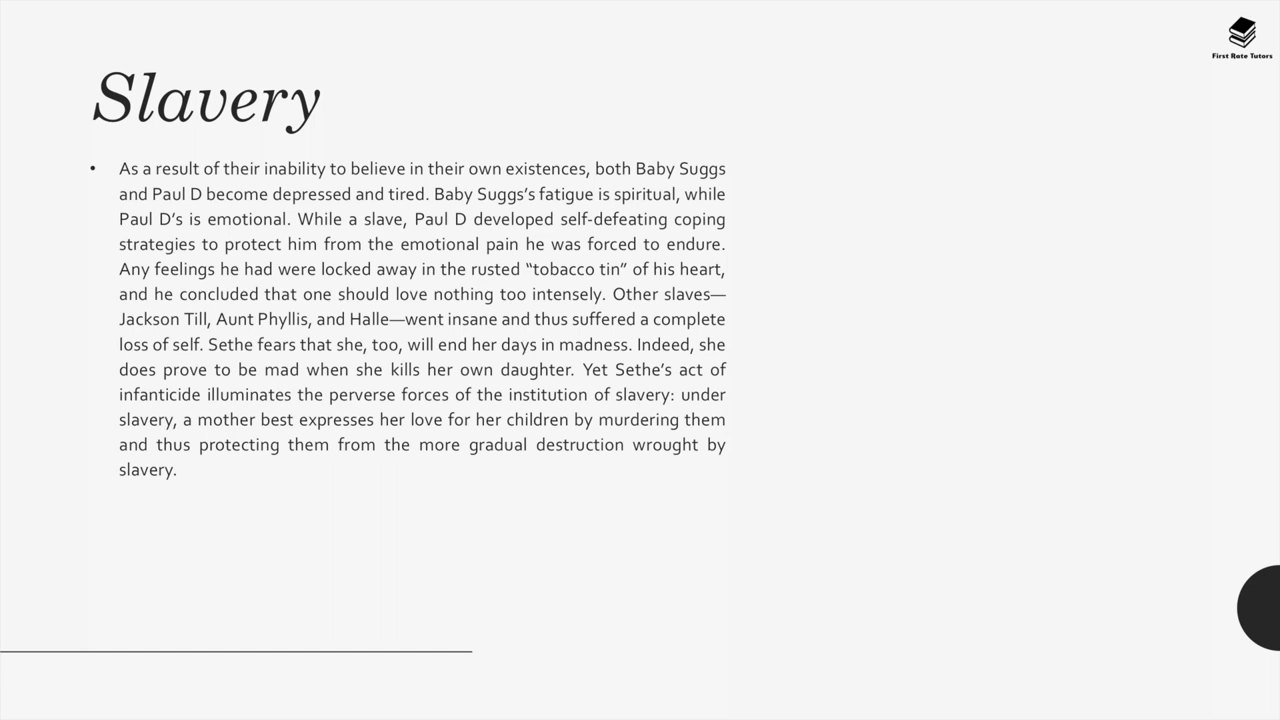 First Rate Tutors
Slavery
• As a result of their inability to believe in their own existences, both Baby Suggs
and Paul D become depressed and tired. Baby Suggs’s fatigue is spiritual, while
Paul D’s is emotional. While a slave, Paul D developed self-defeating coping
strategies to protect him from the emotional pain he was forced to endure.
Any feelings he had were locked away in the rusted “tobacco tin” of his heart,
and he concluded that one should love nothing too intensely. Other slaves—
Jackson Till, Aunt Phyllis, and Halle—went insane and thus suffered a complete
loss of self. Sethe fears that she, too, will end her days in madness. Indeed, she
does prove to be mad when she kills her own daughter. Yet Sethe’s act of
infanticide illuminates the perverse forces of the institution of slavery: under
slavery, a mother best expresses her love for her children by murdering them
and thus protecting them from the more gradual destruction wrought by
slavery.